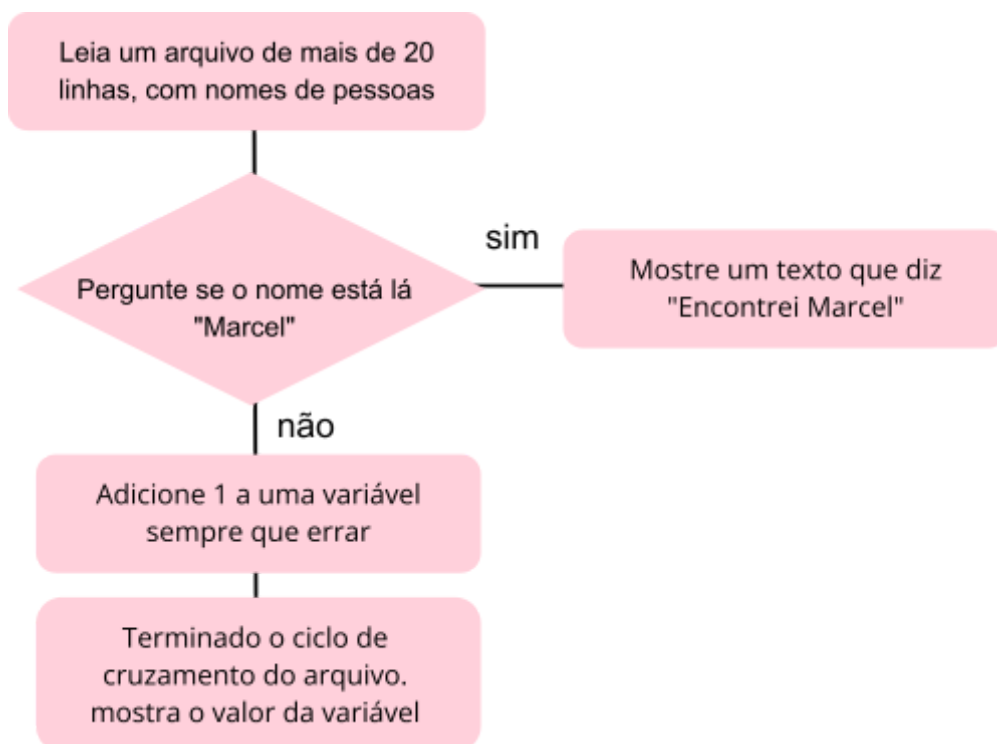 Leia um arquivo de mais de 20
linhas, com nomes de pessoas
Pergunte se o nome está lá
"Marcel"
sim
Mostre um texto que diz
"Encontrei Marcel"
não
Adicione 1 a uma variável
sempre que errar
Terminado o ciclo de
cruzamento do arquivo.
mostra o valor da variável